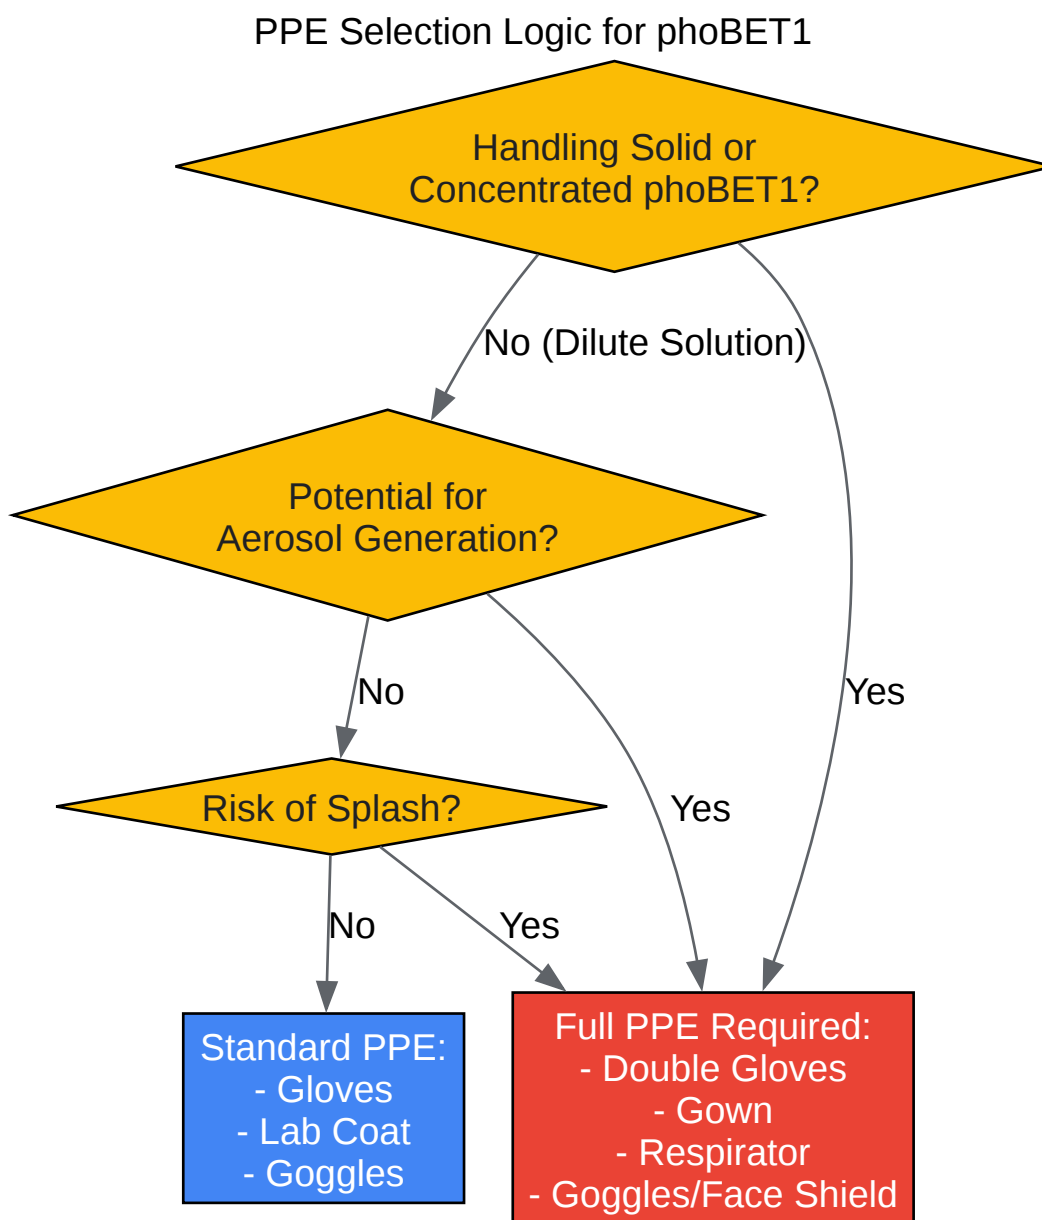 PPE Selection Logic for phoBET1
Handling Solid or
Concentrated phoBET1?
No (Dilute Solution)
Potential for
Aerosol Generation?
No
Yes
Risk of Splash?
Yes
No
Yes
Standard PPE:
- Gloves
- Lab Coat
- Goggles
Full PPE Required:
- Double Gloves
- Gown
- Respirator
- Goggles/Face Shield